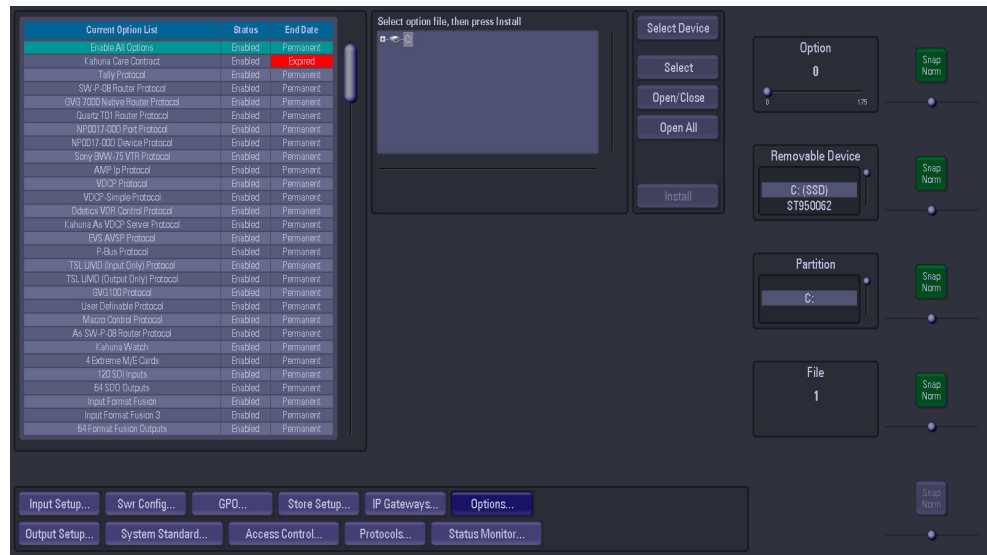 Current Option List Status End Date
Enable All Options Enabled Permanent
Kahuna Care Contract Enabled Expired
Tally Protocol Enabled Permanent
SW-P-08 Router Protocol Enabled Permanent
GVG 7000 Native Router Protocol Enabled Permanent
Quartz T01 Router Protocol Enabled Permanent
NP0017-00D Port Protocol Enabled Permanent
NP0017-00D Device Protocol Enabled Permanent
Sony BVW-75 VTR Protocol Enabled Permanent
AMP Ip Protocol Enabled Permanent
VDCP Protocol Enabled Permanent
VDCP-Simple Protocol Enabled Permanent
Odetics VDR Control Protocol Enabled Permanent
Kahuna As VDCP Server Protocol Enabled Permanent
EVS AVSP Protocol Enabled Permanent
P-Bus Protocol Enabled Permanent
TSL UMD (Input Only) Protocol Enabled Permanent
TSL UMD (Output Only) Protocol Enabled Permanent
GVG100 Protocol Enabled Permanent
User Definable Protocol Enabled Permanent
Macro Control Protocol Enabled Permanent
As SW-P-08 Router Protocol Enabled Permanent
Kahuna Watch Enabled Permanent
4 Extreme M/E Cards Enabled Permanent
120 SDI Inputs Enabled Permanent
64 SDO Outputs Enabled Permanent
Input Format Fusion Enabled Permanent
Input Format Fusion 3 Enabled Permanent
64 Format Fusion Outputs Enabled Permanent
Select option file, then press Install
C:
Select Device
Select
Open/Close
Open All
Install
Option
0
0 175
Snap
Norm
Removable Device
C: (SSD)
ST950062
Snap
Norm
Partition
C:
Snap
Norm
File
1
Snap
Norm
Snap
Norm
Input Setup... Swr Config... GPO... Store Setup... IP Gateways... Options...
Output Setup... System Standard... Access Control... Protocols... Status Monitor...